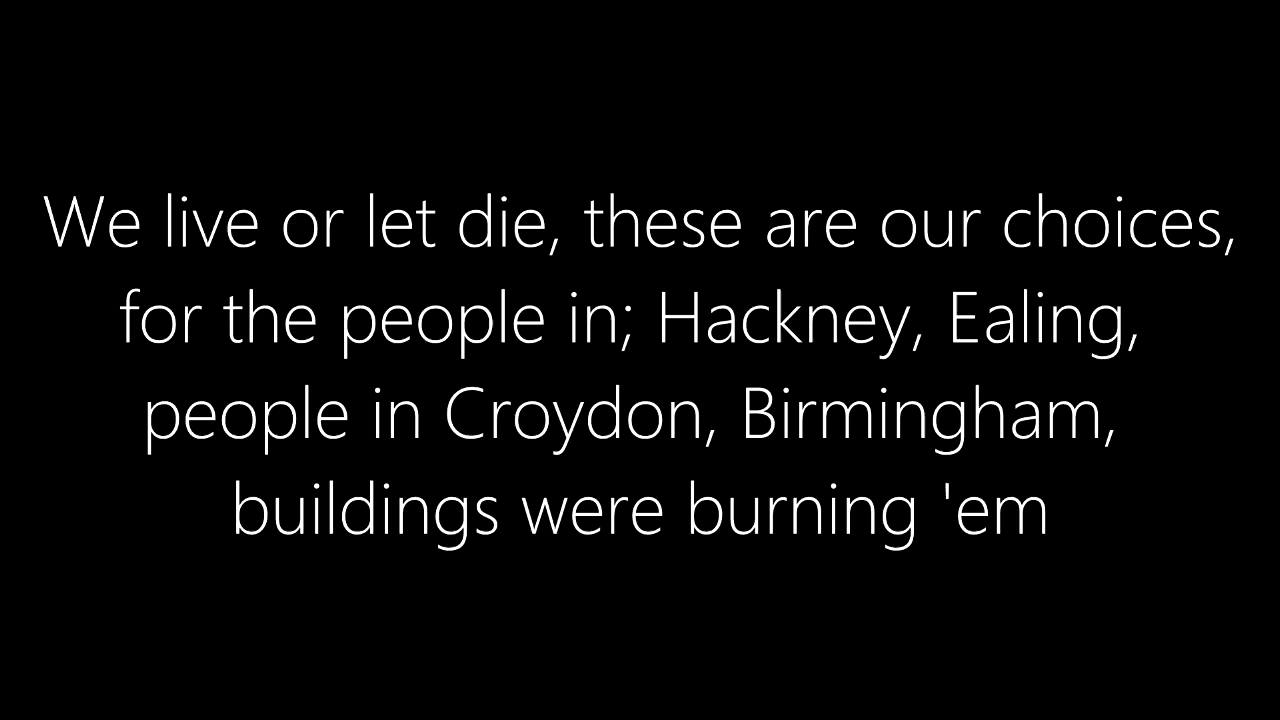 We live or let die, these are our choices,
for the people in; Hackney, Ealing,
people in Croydon, Birmingham,
buildings were burning 'em